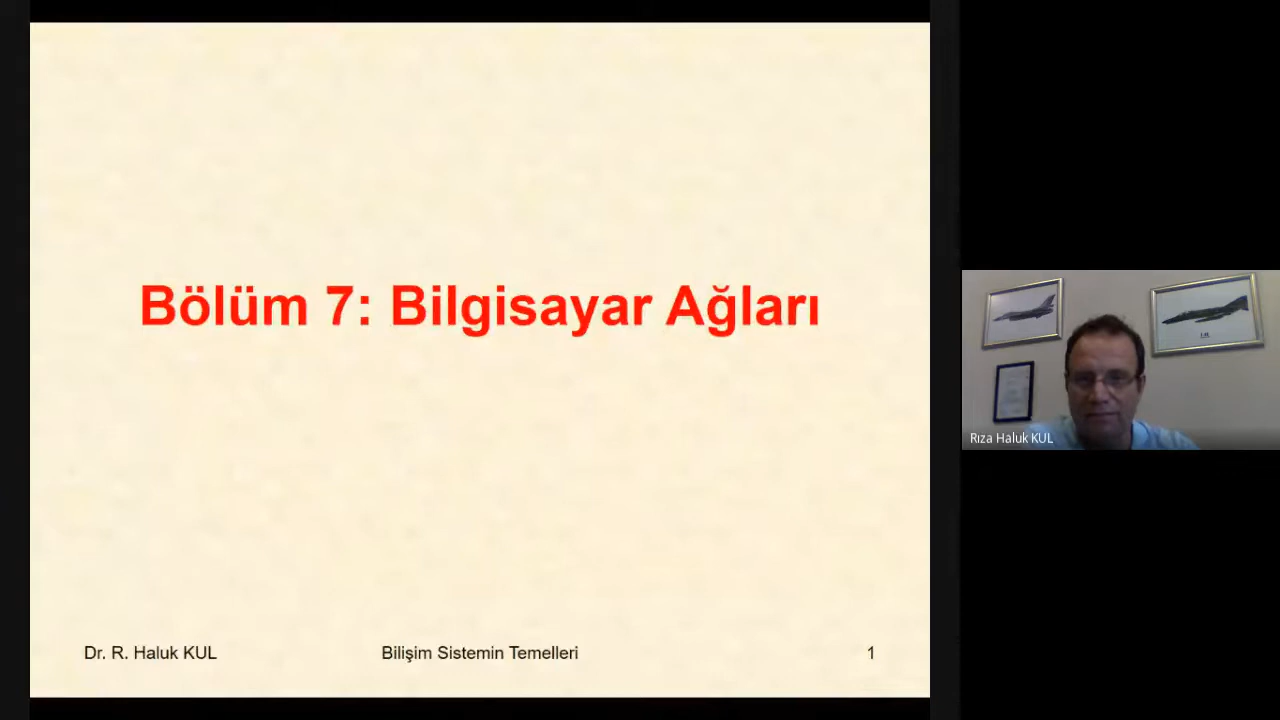 Bölüm 7: Bilgisayar Ağları
Dr. R. Haluk KUL
Bilişim Sistemin Temelleri
1
Rıza Haluk KUL